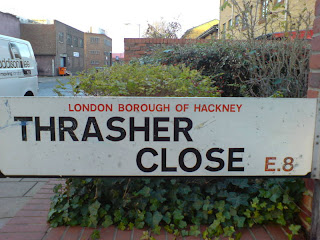 LONDON BOROUGH OF HACKNEY
THRASHER
CLOSE E.8